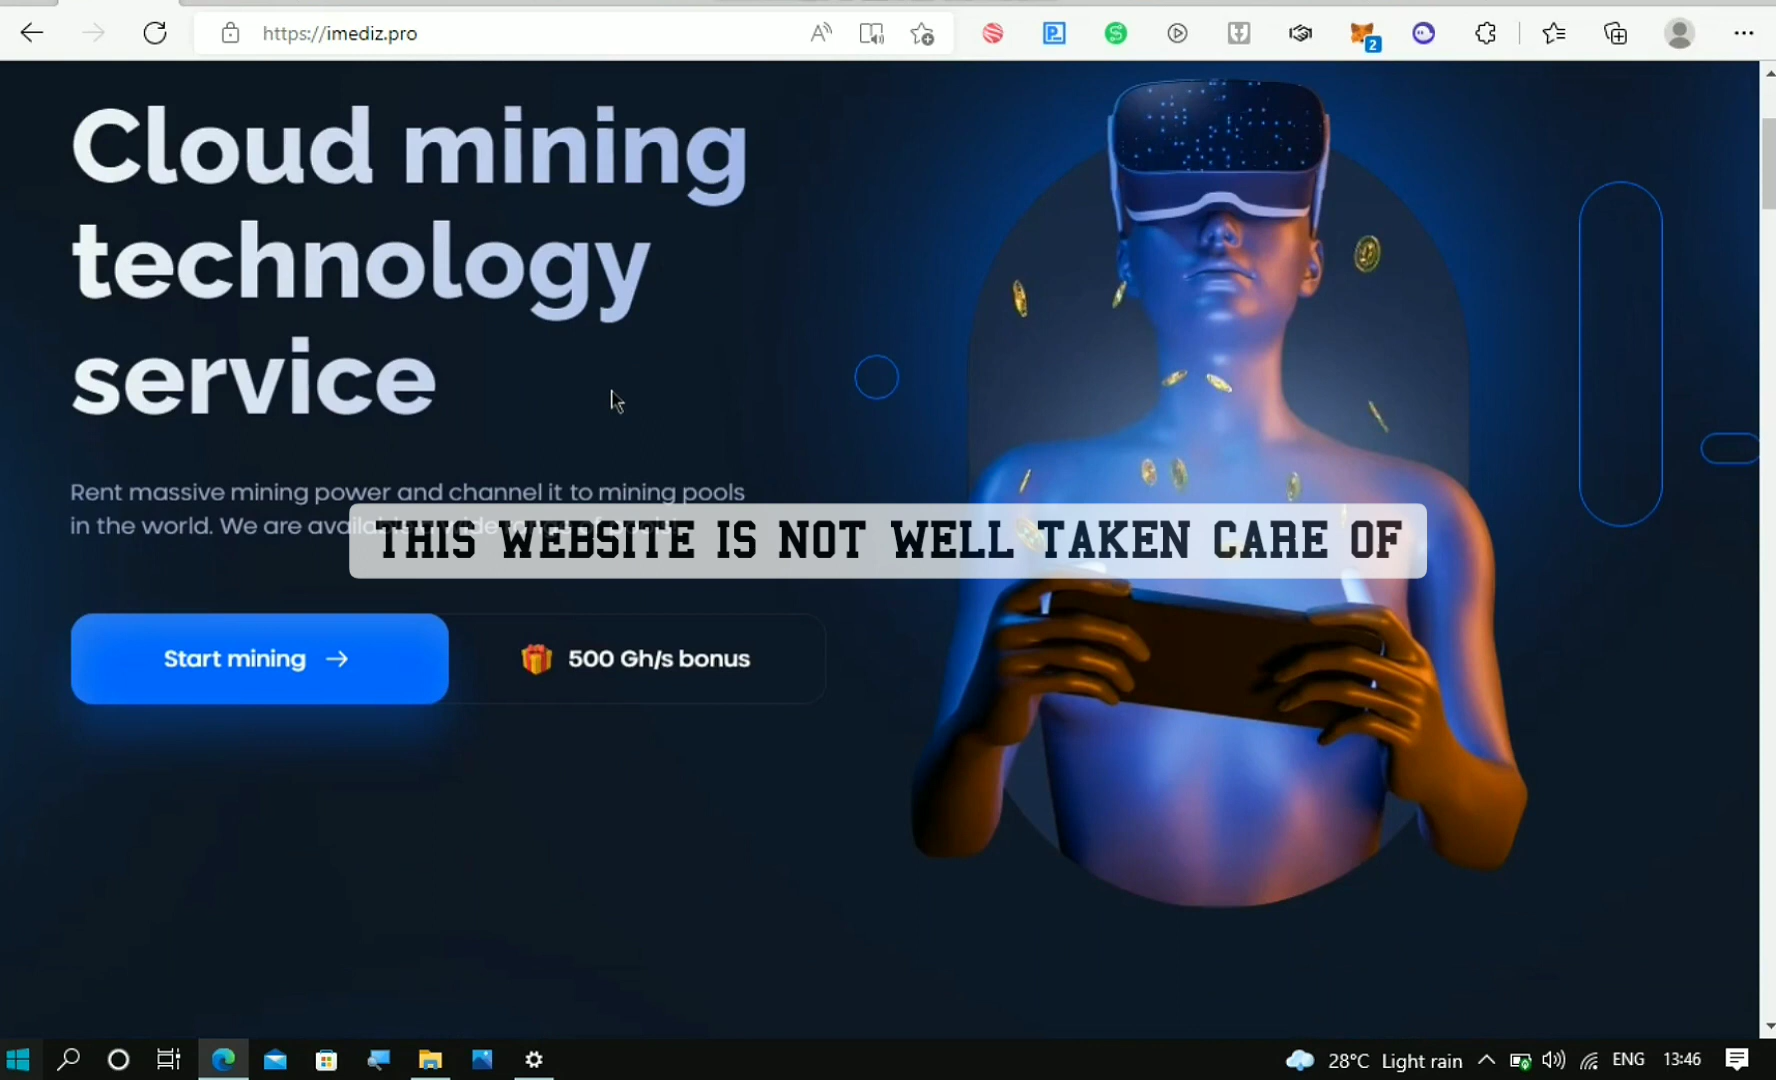 https://imediz.pro
2
Cloud mining
technology
service
Rent massive mining power and channel it to mining pools
in the world. We are
THIS WEBSITE IS NOT WELL TAKEN CARE OF
Start mining →
500 Gh/s bonus
28°C Light rain
ENG
13:46